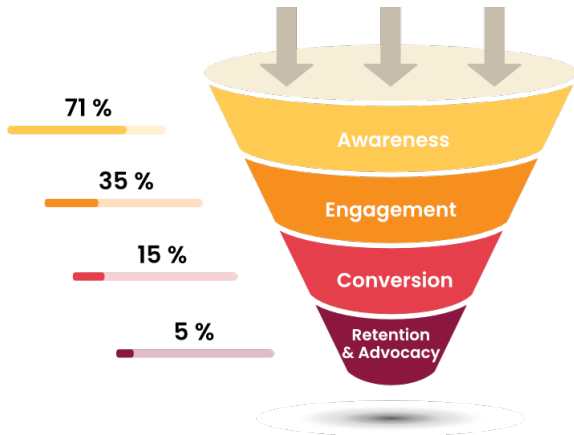 71 %
Awareness
35 %
Engagement
15 %
Conversion
5 %
Retention
& Advocacy